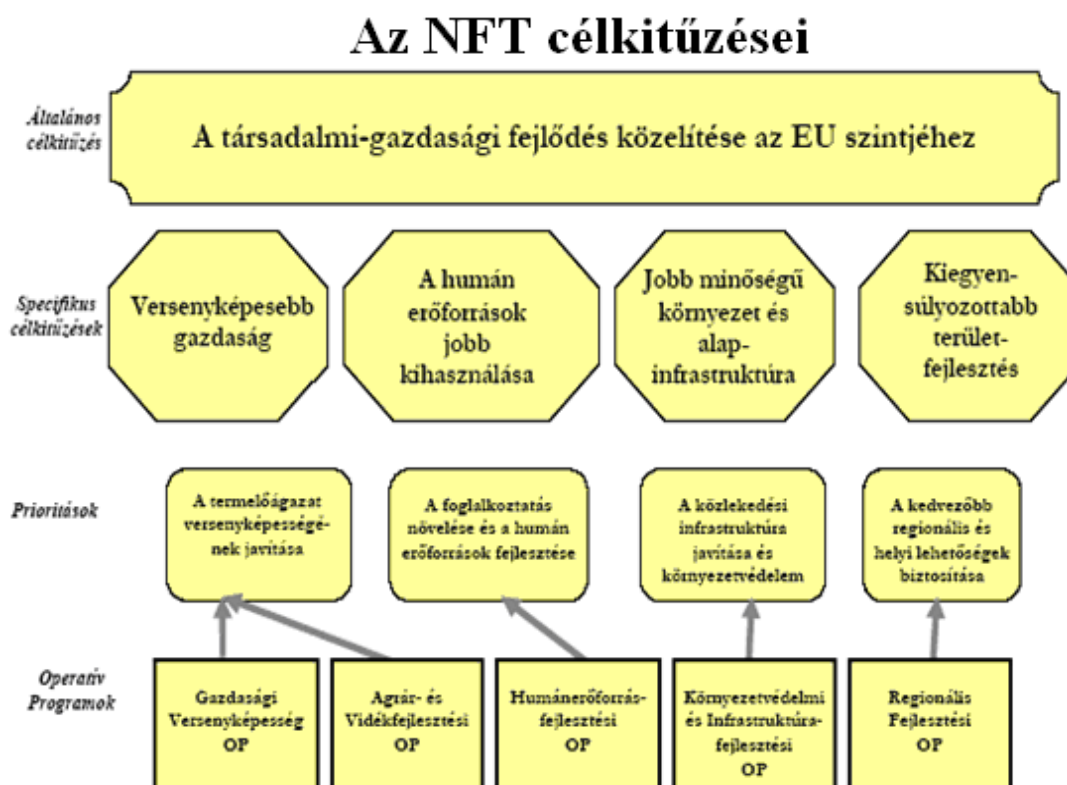 Az NFT célkitűzései
Általános
célkitűzés
A társadalmi-gazdasági fejlődés közelítése az EU szintjéhez
Specifikus
célkitűzések
Versenyképesebb
gazdaság
A humán
erőforrások
jobb
kihasználása
Jobb minőségű
környezet és
alap-
infrastruktúra
Kiegyen-
súlyozottabb
terület-
fejlesztés
Prioritások
A termelőágazat
versenyképességé-
nek javítása
A foglalkoztatás
növelése és a humán
erőforrások fejlesztése
A közlekedési
infrastruktúra
javítása és
környezetvédelem
A kedvezőbb
regionális és
helyi lehetőségek
biztosítása
Operatív
Programok
Gazdasági
Versenyképesség
OP
Agrár- és
Vidékfejlesztési
OP
Humánerőforrás-
fejlesztési
OP
Környezetvédelmi
és Infrastruktúra-
fejlesztési
OP
Regionális
Fejlesztési
OP